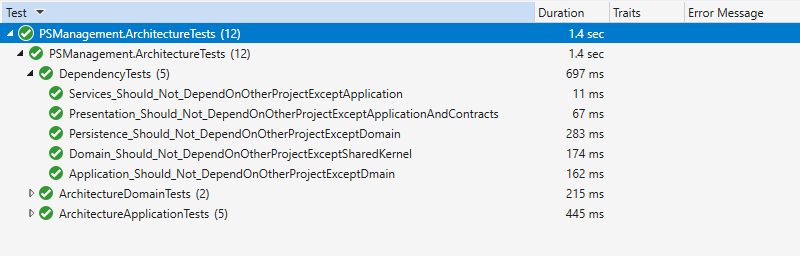 Test Duration Traits Error Message
PSManagement.ArchitectureTests (12) 1.4 sec
PSManagement.ArchitectureTests (12) 1.4 sec
DependencyTests (5) 697 ms
Services_Should_Not_DependOnOtherProjectExceptApplication 11 ms
Presentation_Should_Not_DependOnOtherProjectExceptApplicationAndContracts 67 ms
Persistence_Should_Not_DependOnOtherProjectExceptDomain 283 ms
Domain_Should_Not_DependOnOtherProjectExceptSharedKernel 174 ms
Application_Should_Not_DependOnOtherProjectExceptDmain 162 ms
ArchitectureDomainTests (2) 215 ms
ArchitectureApplicationTests (5) 445 ms